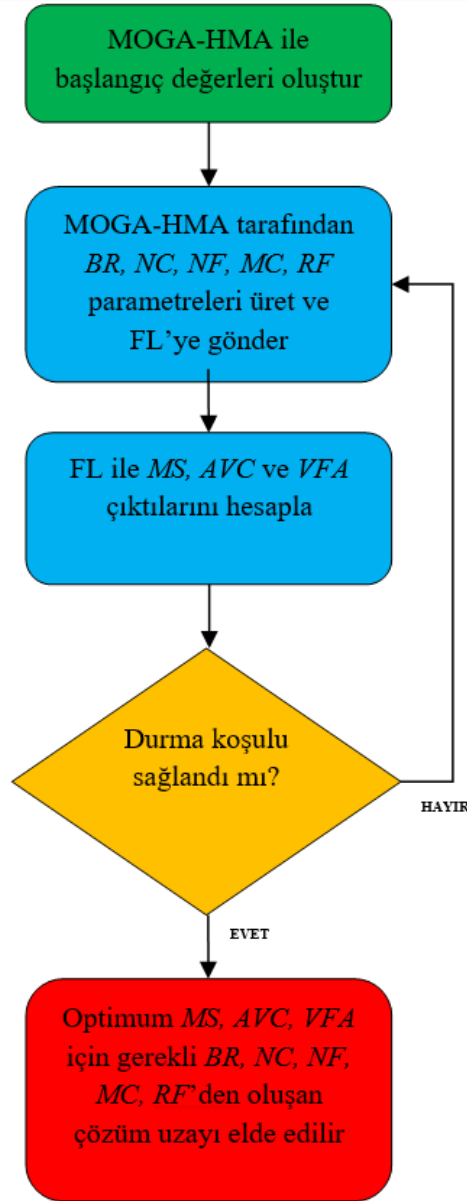 MOGA-HMA ile
başlangıç değerleri oluştur
MOGA-HMA tarafından
BR, NC, NF, MC, RF
parametreleri üret ve
FL’ye gönder
FL ile MS, AVC ve VFA
çıktılarını hesapla
Durma koşulu
sağlandı mı?
HAYIR
EVET
Optimum MS, AVC, VFA
için gerekli BR, NC, NF,
MC, RF’den oluşan
çözüm uzayı elde edilir